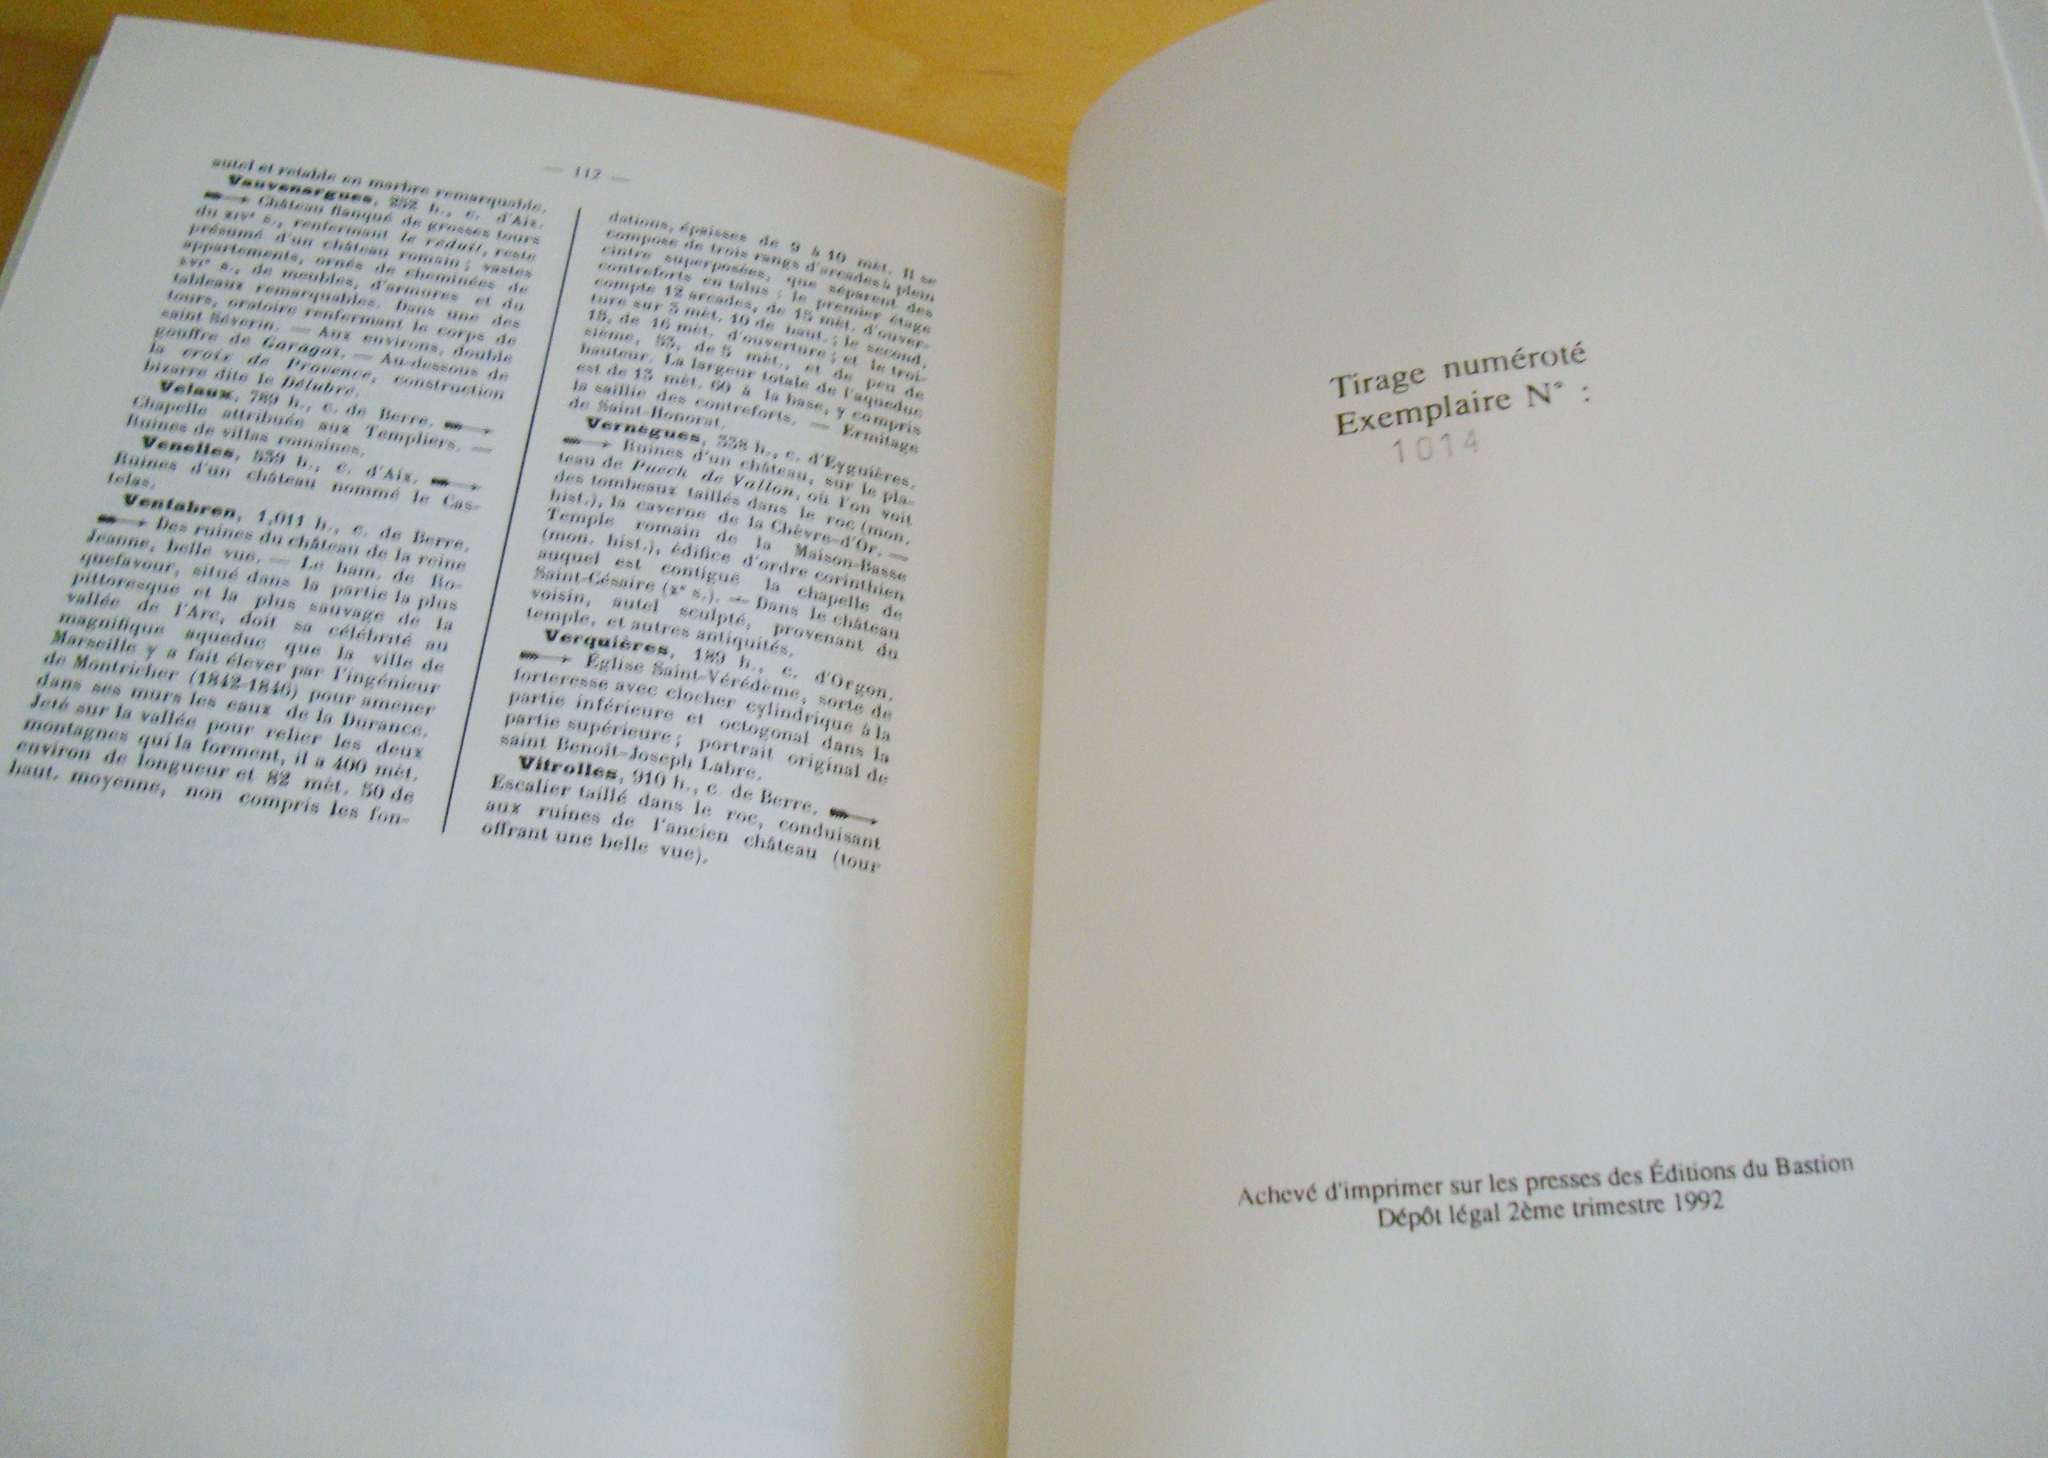 — 112 —
autel et retable en marbre remarquable.
Vauvenargues, 252 h., c. d'Aix.
Château flanqué de grosses tours
du XIVe s., renfermant le réduit, reste
présumé d'un château romain; vastes
appartements, ornés de cheminées de
XVIe s., de meubles, d'armures et du
tableaux remarquables. Dans une des
tours, oratoire renfermant le corps de
saint Séverin. — Aux environs, double
gouffre de Garagaï. — Au-dessous de
la croix de Provence, construction
bizarre dite le Délubré.
Velaux, 789 h., c. de Berre.
Chapelle attribuée aux Templiers. —
Ruines de villas romaines.
Venelles, 539 h., c. d'Aix.
Ruines d'un château nommé le Cas-
telas.
Ventabren, 1,011 h., c. de Berre.
Des ruines du château de la reine
Jeanne, belle vue. — Le ham. de Ro-
quefavour, situé dans la partie la plus
pittoresque et la plus sauvage de la
vallée de l'Arc, doit sa célébrité au
magnifique aqueduc que la ville de
Marseille y a fait élever par l'ingénieur
de Montricher (1842-1846) pour amener
dans ses murs les eaux de la Durance.
Jeté sur la vallée pour relier les deux
montagnes qui la forment, il a 400 mèt.
environ de longueur et 82 mèt. 50 de
haut. moyenne, non compris les fon-
dations, épaisses de 9 à 10 mèt. Il se
compose de trois rangs d'arcades à plein
cintre superposées, que séparent des
contreforts en talus; le premier étage
compte 12 arcades, de 15 mèt. d'ouver-
ture sur 3 mèt. 10 de haut.; le second,
15, de 16 mèt. d'ouverture; et le troi-
sième, 53, de 5 mèt., et de peu de
hauteur. La largeur totale de l'aqueduc
est de 13 mèt. 60 à la base, y compris
la saillie des contreforts. — Ermitage
de Saint-Honorat.
Vernègues, 338 h., c. d'Eyguières.
Ruines d'un château, sur le pla-
teau de Puech de Vallon, où l'on voit
des tombeaux taillés dans le roc (mon.
hist.), la caverne de la Chèvre-d'Or. —
Temple romain de la Maison-Basse
(mon. hist.), édifice d'ordre corinthien
auquel est contiguë la chapelle de
Saint-Césaire (Xe s.). — Dans le château
voisin, autel sculpté, provenant du
temple, et autres antiquités.
Verquières, 189 h., c. d'Orgon.
Église Saint-Vérédème, sorte de
forteresse avec clocher cylindrique à la
partie inférieure et octogonal dans la
partie supérieure; portrait original de
saint Benoît-Joseph Labre.
Vitrolles, 910 h., c. de Berre.
Escalier taillé dans le roc, conduisant
aux ruines de l'ancien château (tour
offrant une belle vue).
Tirage numéroté
Exemplaire N° :
1014
Achevé d'imprimer sur les presses des Éditions du Bastion
Dépôt légal 2ème trimestre 1992